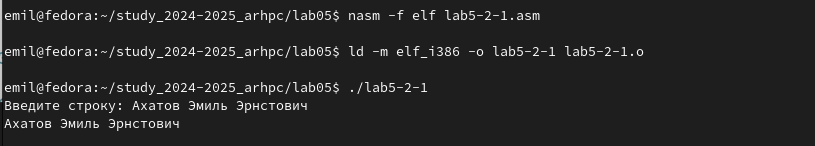 emil@fedora:~/study_2024-2025_arhpc/lab05$ nasm -f elf lab5-2-1.asm
emil@fedora:~/study_2024-2025_arhpc/lab05$ ld -m elf_i386 -o lab5-2-1 lab5-2-1.o
emil@fedora:~/study_2024-2025_arhpc/lab05$ ./lab5-2-1
Введите строку: Ахатов Эмиль Эрнстович
Ахатов Эмиль Эрнстович